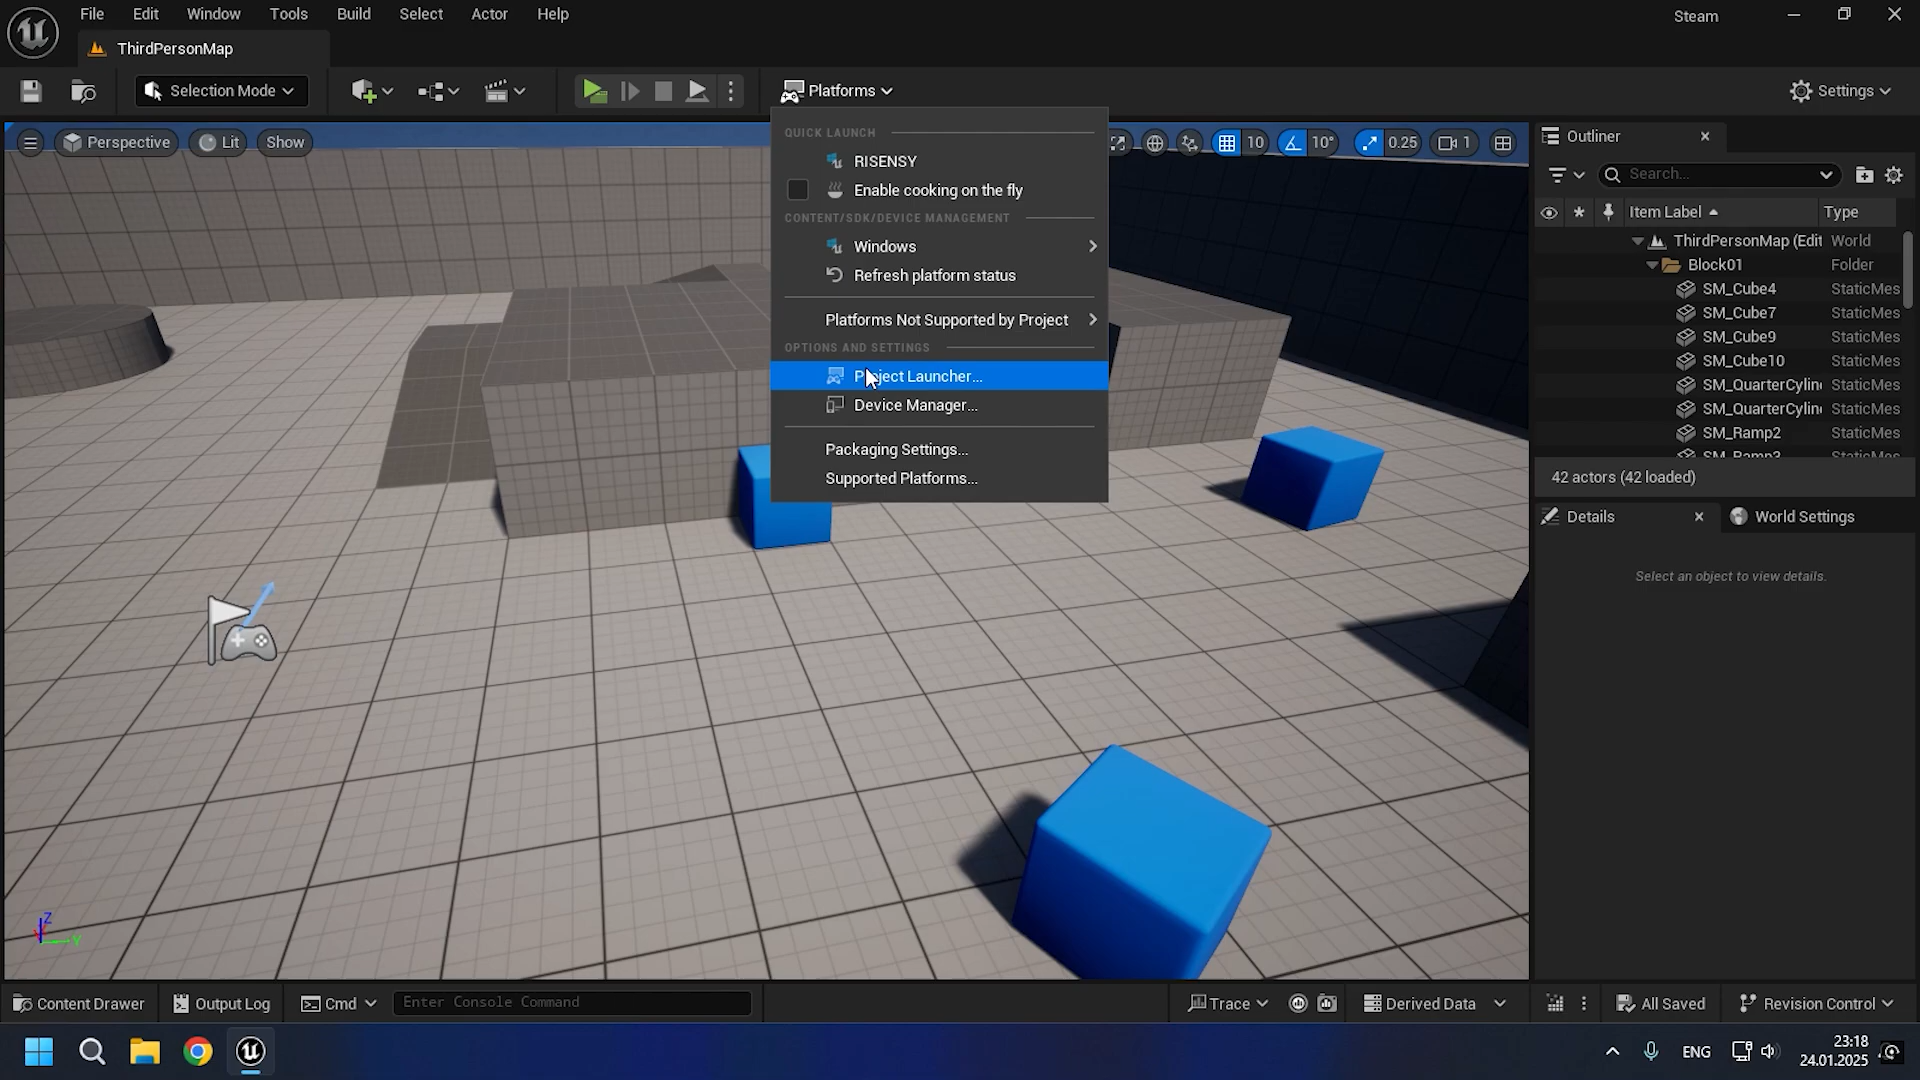 File Edit Window Tools Build Select Actor Help
Steam
ThirdPersonMap
Selection Mode
Platforms
Settings
Perspective
Lit
Show
10
10°
0.25
1
QUICK LAUNCH
RISENSY
Enable cooking on the fly
CONTENT/SDK/DEVICE MANAGEMENT
Windows
Refresh platform status
Platforms Not Supported by Project
OPTIONS AND SETTINGS
Project Launcher...
Device Manager...
Packaging Settings...
Supported Platforms...
Outliner
Search...
Item Label Type
ThirdPersonMap (Edit World
Block01 Folder
SM_Cube4 StaticMes
SM_Cube7 StaticMes
SM_Cube9 StaticMes
SM_Cube10 StaticMes
SM_QuarterCylin StaticMes
SM_QuarterCylin StaticMes
SM_Ramp2 StaticMes
SM_Ramp3 StaticMes
42 actors (42 loaded)
Details
World Settings
Select an object to view details.
Z
Y
Content Drawer
Output Log
Cmd
Enter Console Command
Trace
Derived Data
All Saved
Revision Control
ENG
23:18
24.01.2025